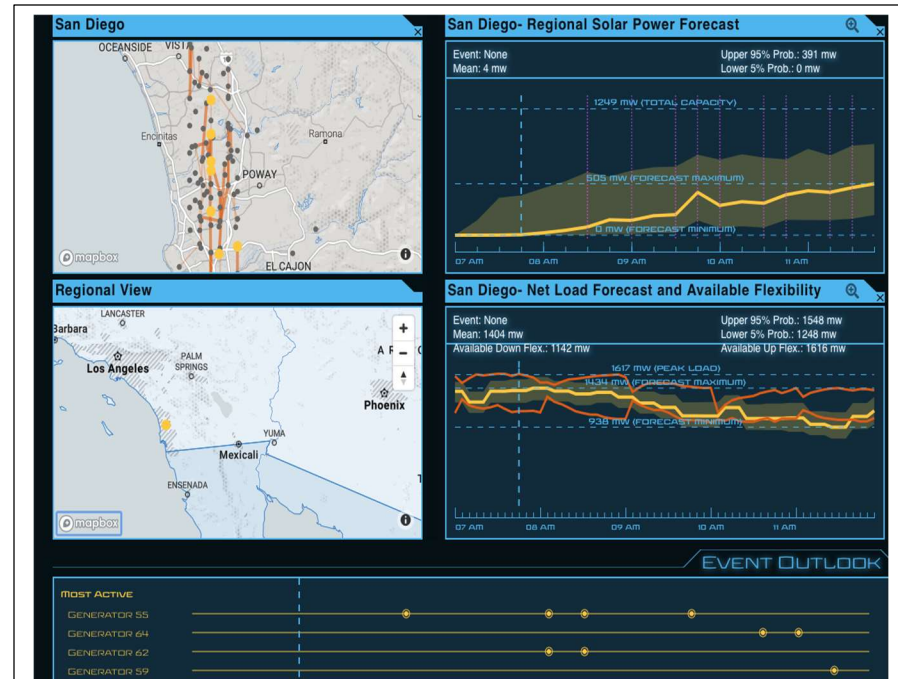 San Diego
OCEANSIDE
VISTA
Encinitas
Ramona
POWAY
EL CAJON
mapbox
San Diego- Regional Solar Power Forecast
Event: None
Mean: 4 mw
Upper 95% Prob.: 391 mw
Lower 5% Prob.: 0 mw
1249 MW (TOTAL CAPACITY)
505 MW (FORECAST MAXIMUM)
0 MW (FORECAST MINIMUM)
07 AM 08 AM 09 AM 10 AM 11 AM
Regional View
LANCASTER
Barbara
Los Angeles
PALM
SPRINGS
A R
Phoenix
YUMA
Mexicali
ENSENADA
mapbox
San Diego- Net Load Forecast and Available Flexibility
Event: None
Mean: 1404 mw
Available Down Flex.: 1142 mw
Upper 95% Prob.: 1548 mw
Lower 5% Prob.: 1248 mw
Available Up Flex.: 1616 mw
1617 MW (PEAK LOAD)
1434 MW (FORECAST MAXIMUM)
938 MW (FORECAST MINIMUM)
07 AM 08 AM 09 AM 10 AM 11 AM
EVENT OUTLOOK
MOST ACTIVE
GENERATOR 55
GENERATOR 64
GENERATOR 62
GENERATOR 59